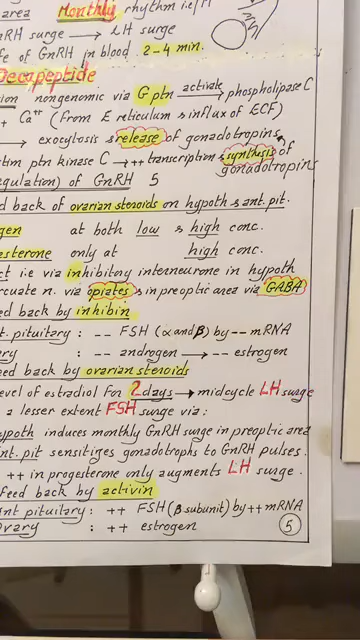 area Monthly rhythm i.e.
nRH surge → LH surge
fe of GnRH in blood 2-4 min.
Decapeptide
ion nongenomic via G ptn activate → phospholipase C
+ Ca++ (from E reticulum & influx of ECF)
→ exocytosis & release of gonadotropins.
tim ptn kinase C → ++ transcription & synthesis of
gonadotropins
egulation) of GnRH 5
d back of ovarian steroids on hypoth & ant. pit.
gen at both low & high conc.
esterone only at high conc.
ct i.e via inhibitory interneurone in hypoth
rcuate n. via opiates & in preoptic area via GABA
eed back by inhibin
nt. pituitary : -- FSH (α and β) by -- mRNA
ary : -- androgen → -- estrogen
eed back by ovarian steroids
evel of estradiol for 2 days → midcycle LH surge
a lesser extent FSH surge via :
ypoth induces monthly GnRH surge in preoptic area
nt. pit sensitizes gonadotrophs to GnRH pulses.
++ in progesterone only augments LH surge.
feed back by activin
ant pituitary : ++ FSH (β subunit) by ++ mRNA
Ovary : ++ estrogen
5